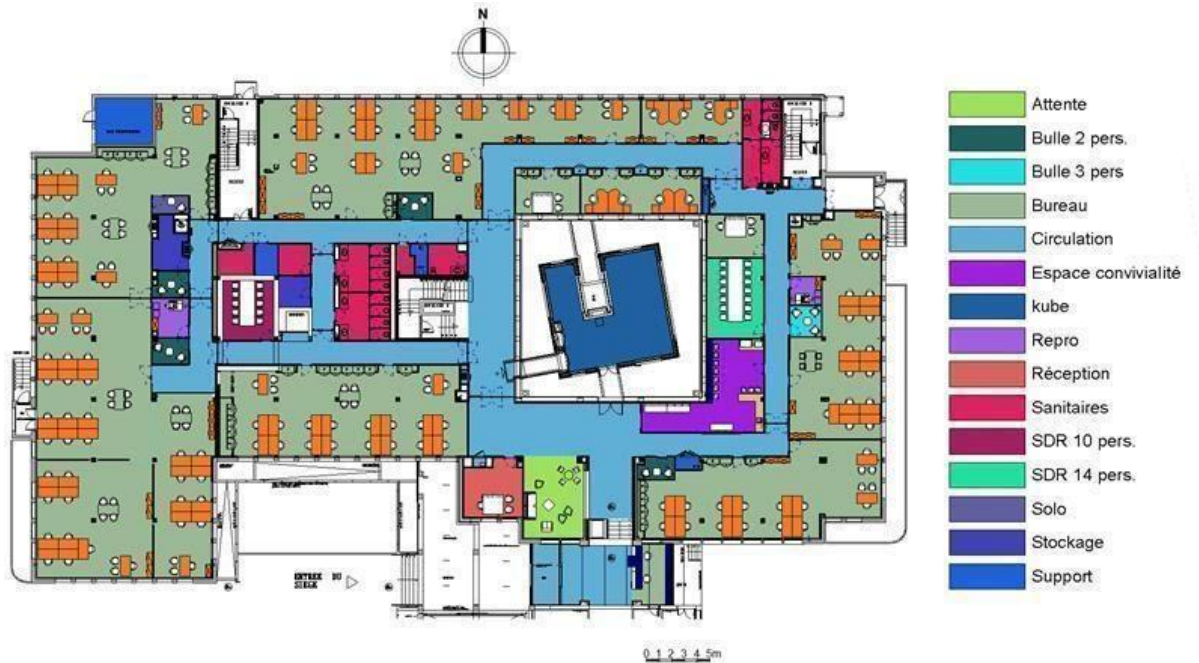 N
Attente
Bulle 2 pers.
Bulle 3 pers
Bureau
Circulation
Espace convivialité
kube
Repro
Réception
Sanitaires
SDR 10 pers.
SDR 14 pers.
Solo
Stockage
Support
ENTREE DU
SIEGE
0 1 2 3 4 5m